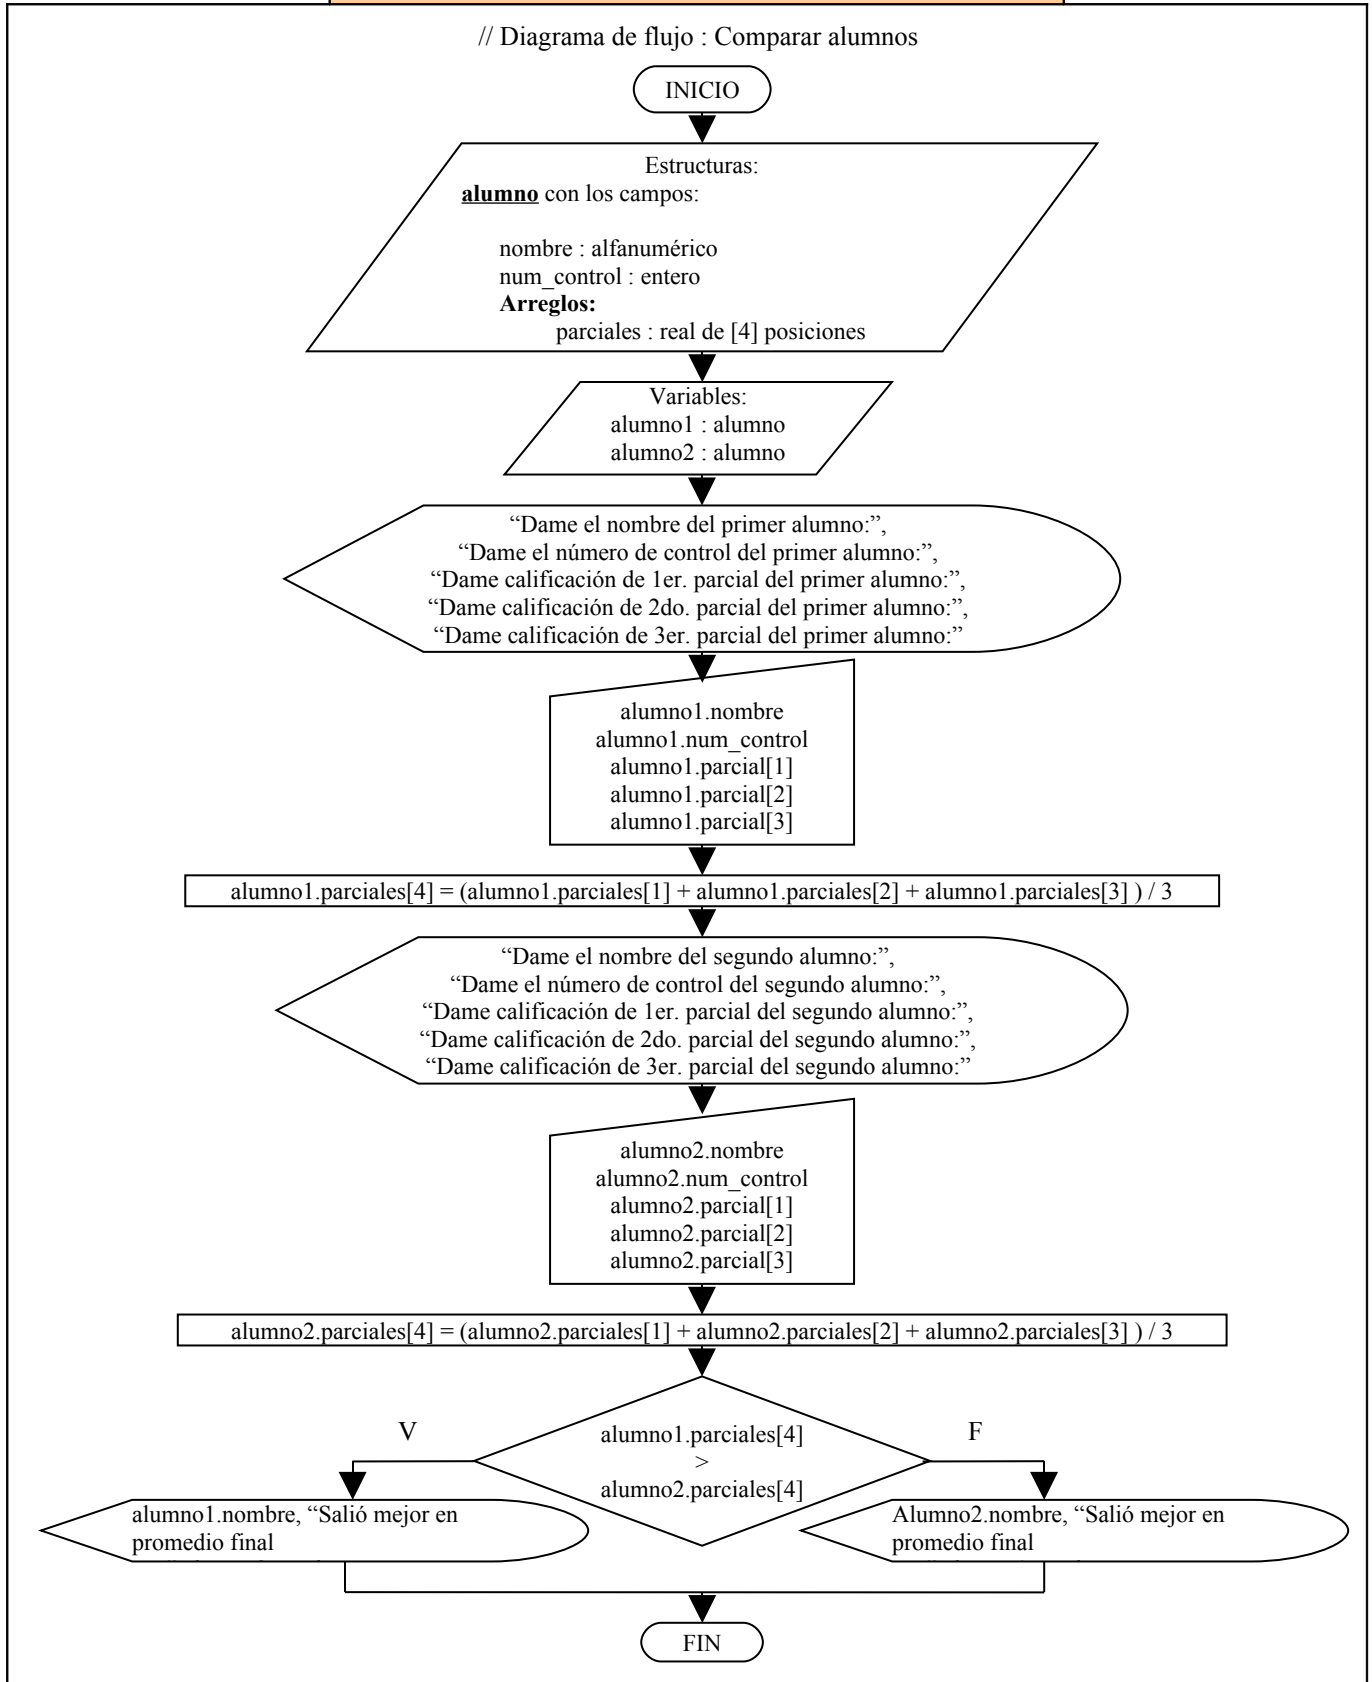 // Diagrama de flujo : Comparar alumnos
INICIO
Estructuras:
alumno con los campos:
nombre : alfanumérico
num_control : entero
Arreglos:
parciales : real de [4] posiciones
Variables:
alumno1 : alumno
alumno2 : alumno
“Dame el nombre del primer alumno:”,
“Dame el número de control del primer alumno:”,
“Dame calificación de 1er. parcial del primer alumno:”,
“Dame calificación de 2do. parcial del primer alumno:”,
“Dame calificación de 3er. parcial del primer alumno:”
alumno1.nombre
alumno1.num_control
alumno1.parcial[1]
alumno1.parcial[2]
alumno1.parcial[3]
alumno1.parciales[4] = (alumno1.parciales[1] + alumno1.parciales[2] + alumno1.parciales[3] ) / 3
“Dame el nombre del segundo alumno:”,
“Dame el número de control del segundo alumno:”,
“Dame calificación de 1er. parcial del segundo alumno:”,
“Dame calificación de 2do. parcial del segundo alumno:”,
“Dame calificación de 3er. parcial del segundo alumno:”
alumno2.nombre
alumno2.num_control
alumno2.parcial[1]
alumno2.parcial[2]
alumno2.parcial[3]
alumno2.parciales[4] = (alumno2.parciales[1] + alumno2.parciales[2] + alumno2.parciales[3] ) / 3
alumno1.parciales[4]
>
alumno2.parciales[4]
V
F
alumno1.nombre, “Salió mejor en
promedio final
Alumno2.nombre, “Salió mejor en
promedio final
FIN